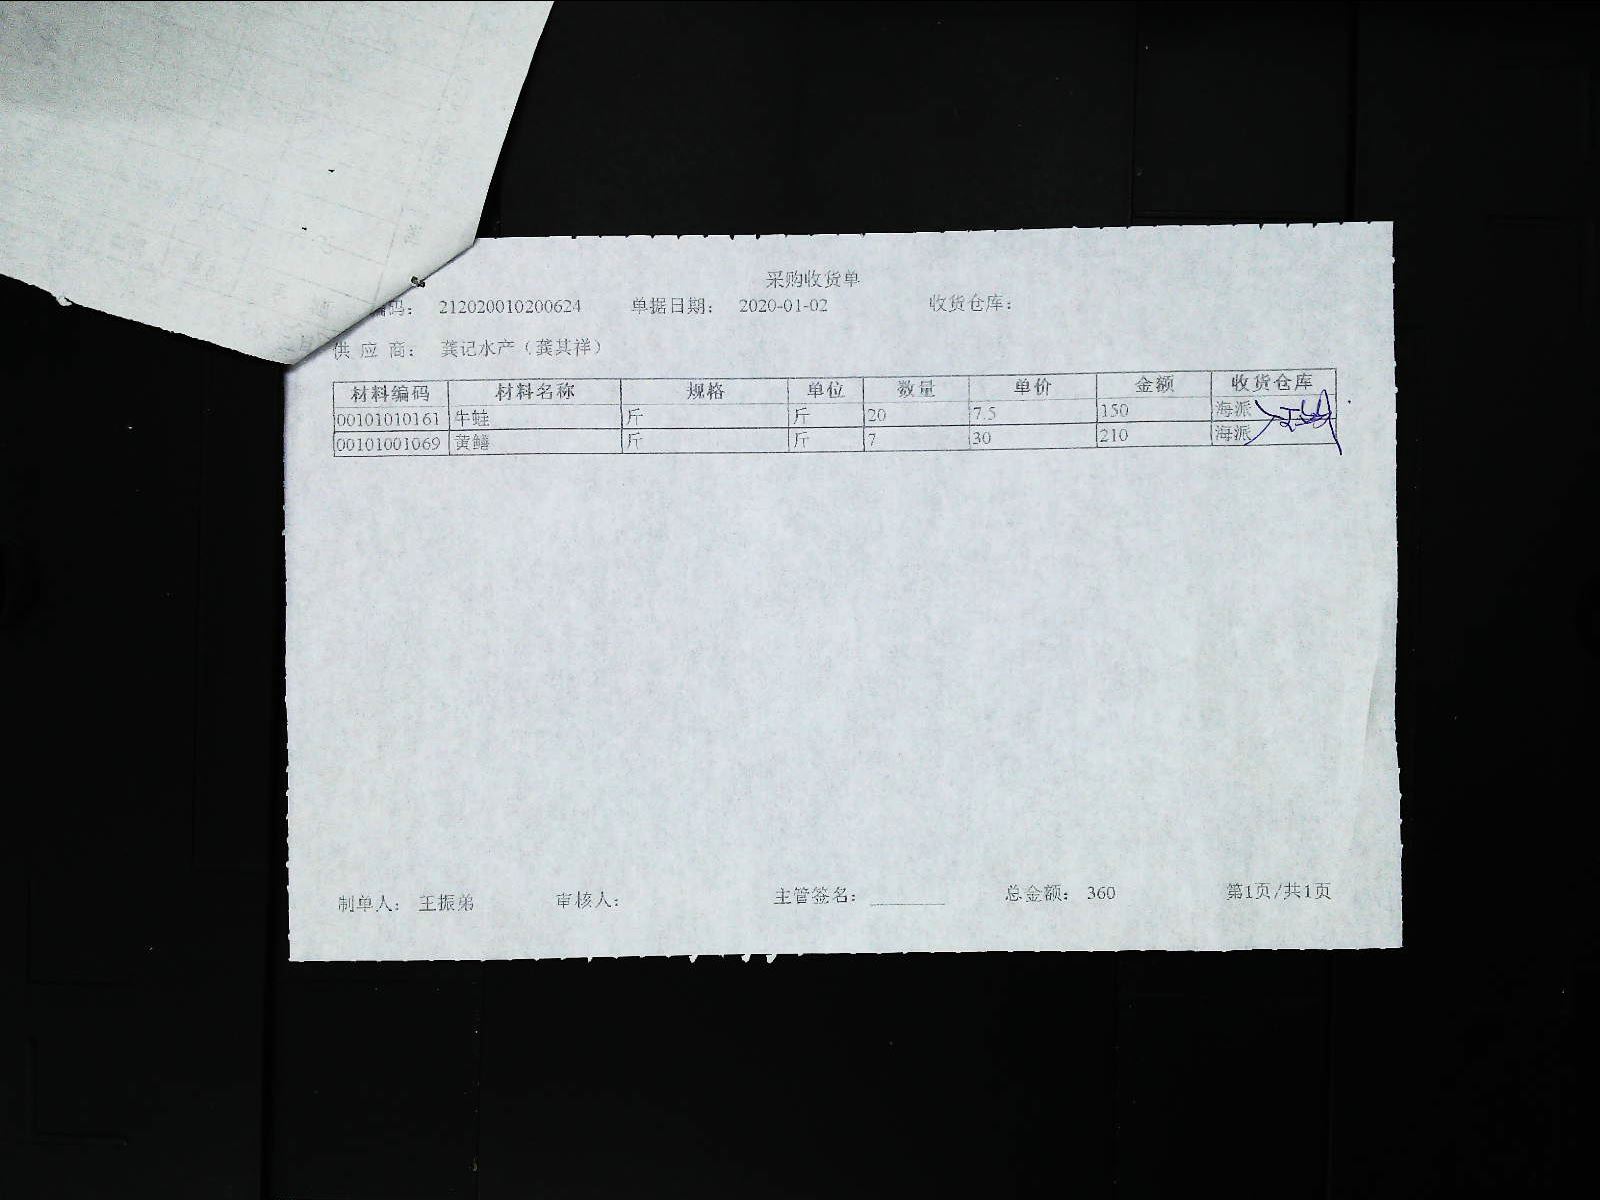 采购收货单
编码： 212020010200624 单据日期： 2020-01-02 收货仓库：
供 应 商： 龚记水产（龚其祥）
材料编码 材料名称 规格 单位 数量 单价 金额 收货仓库
00101010161 牛蛙 斤 斤 20 7.5 150 海派
00101001069 黄鳝 斤 斤 7 30 210 海派
制单人： 王振弟 审核人： 主管签名： 总金额： 360 第1页/共1页